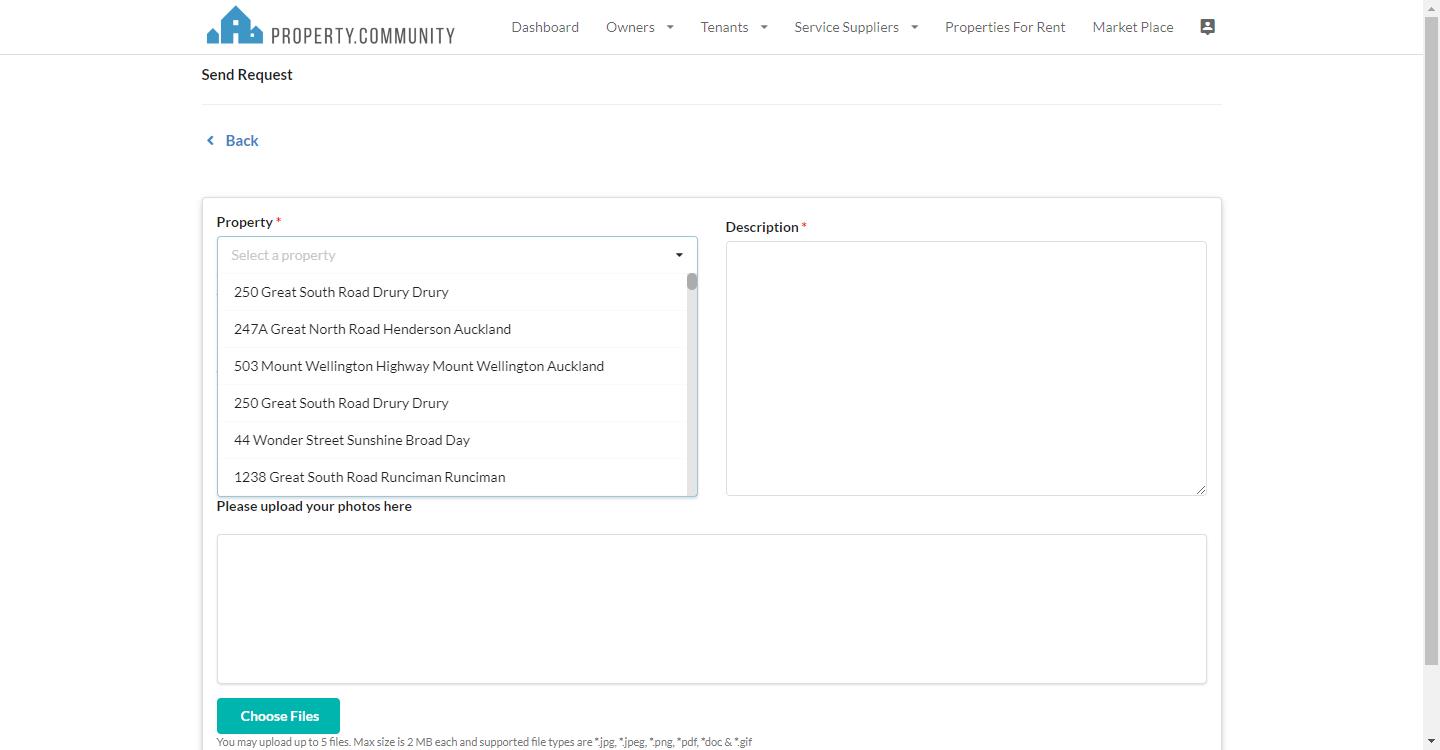 PROPERTY.COMMUNITY
Dashboard Owners Tenants Service Suppliers Properties For Rent Market Place
Send Request
Back
Property *
Select a property
250 Great South Road Drury Drury
247A Great North Road Henderson Auckland
503 Mount Wellington Highway Mount Wellington Auckland
250 Great South Road Drury Drury
44 Wonder Street Sunshine Broad Day
1238 Great South Road Runciman Runciman
Description *
Please upload your photos here
Choose Files
You may upload up to 5 files. Max size is 2 MB each and supported file types are *.jpg, *.jpeg, *.png, *.pdf, *.doc & *.gif